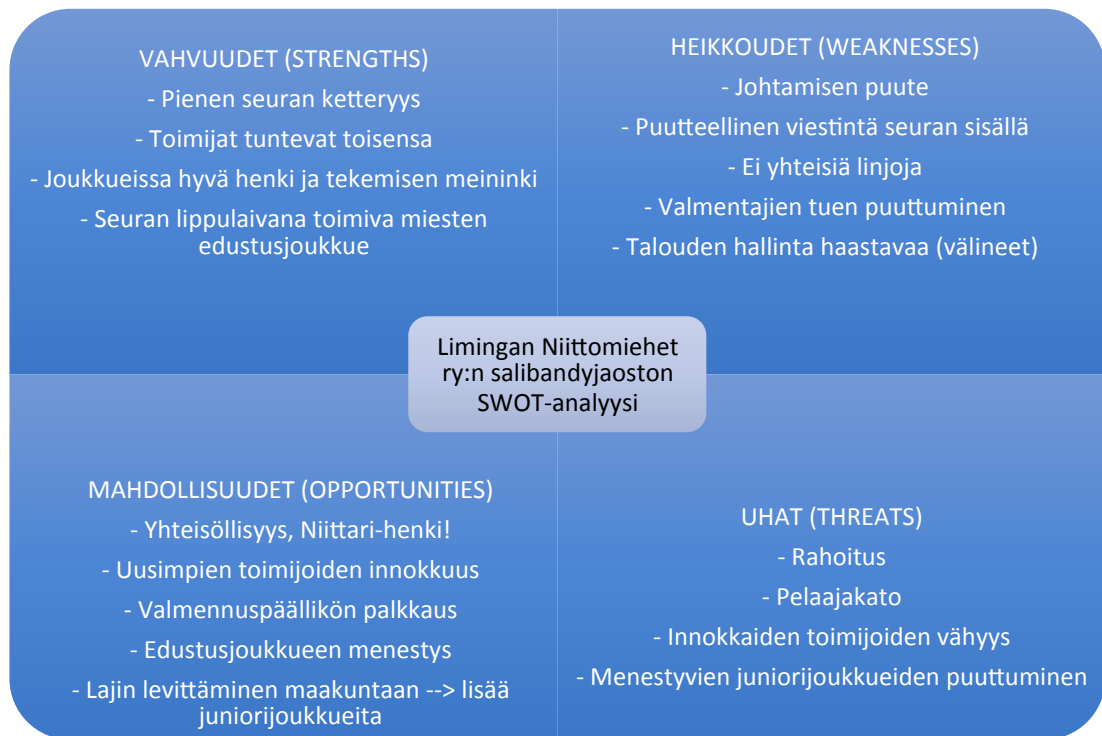 VAHVUUDET (STRENGTHS)
- Pienen seuran ketteryys
- Toimijat tuntevat toisensa
- Joukkueissa hyvä henki ja tekemisen meininki
- Seuran lippulaivana toimiva miesten
edustusjoukkue
HEIKKOUDET (WEAKNESSES)
- Johtamisen puute
- Puutteellinen viestintä seuran sisällä
- Ei yhteisiä linjoja
- Valmentajien tuen puuttuminen
- Talouden hallinta haastavaa (välineet)
Limingan Niittomiehet
ry:n salibandyjaoston
SWOT-analyysi
MAHDOLLISUUDET (OPPORTUNITIES)
- Yhteisöllisyys, Niittari-henki!
- Uusimpien toimijoiden innokkuus
- Valmennuspäällikön palkkaus
- Edustusjoukkueen menestys
- Lajin levittäminen maakuntaan --> lisää
juniorijoukkueita
UHAT (THREATS)
- Rahoitus
- Pelaajakato
- Innokkaiden toimijoiden vähyys
- Menestyvien juniorijoukkueiden puuttuminen